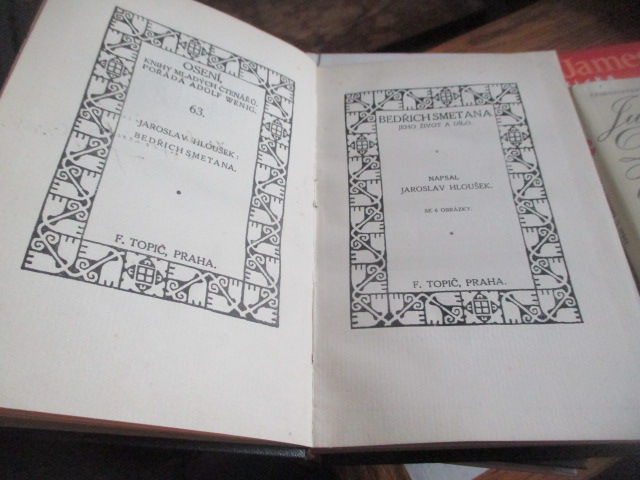 OSENÍ,
KNIHY MLADÝCH ČTENÁŘŮ.
POŘÁDÁ ADOLF WENIG.
63.
JAROSLAV HLOUŠEK:
BEDŘICH SMETANA.
F. TOPIČ, PRAHA.
BEDŘICH SMETANA.
JEHO ŽIVOT A DÍLO.
NAPSAL
JAROSLAV HLOUŠEK.
SE 6 OBRÁZKY.
F. TOPIČ, PRAHA.
James